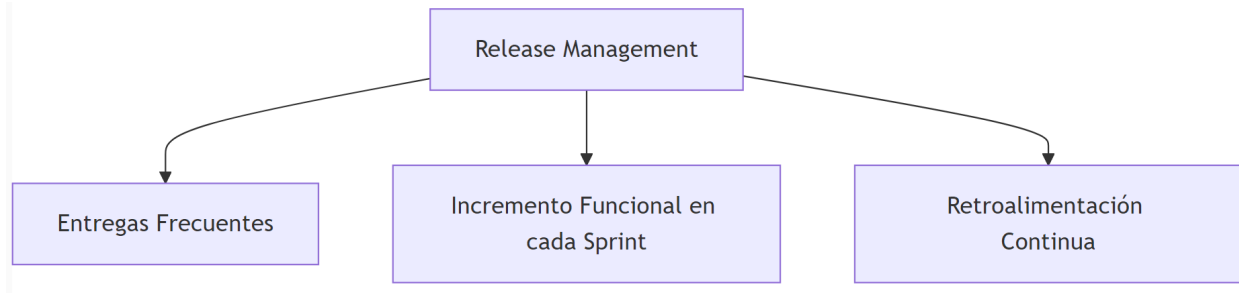 Release Management
Entregas Frecuentes
Incremento Funcional en
cada Sprint
Retroalimentación
Continua